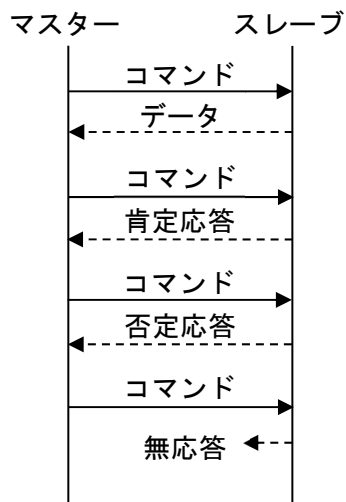 マスター スレーブ
コマンド
データ
コマンド
肯定応答
コマンド
否定応答
コマンド
無応答